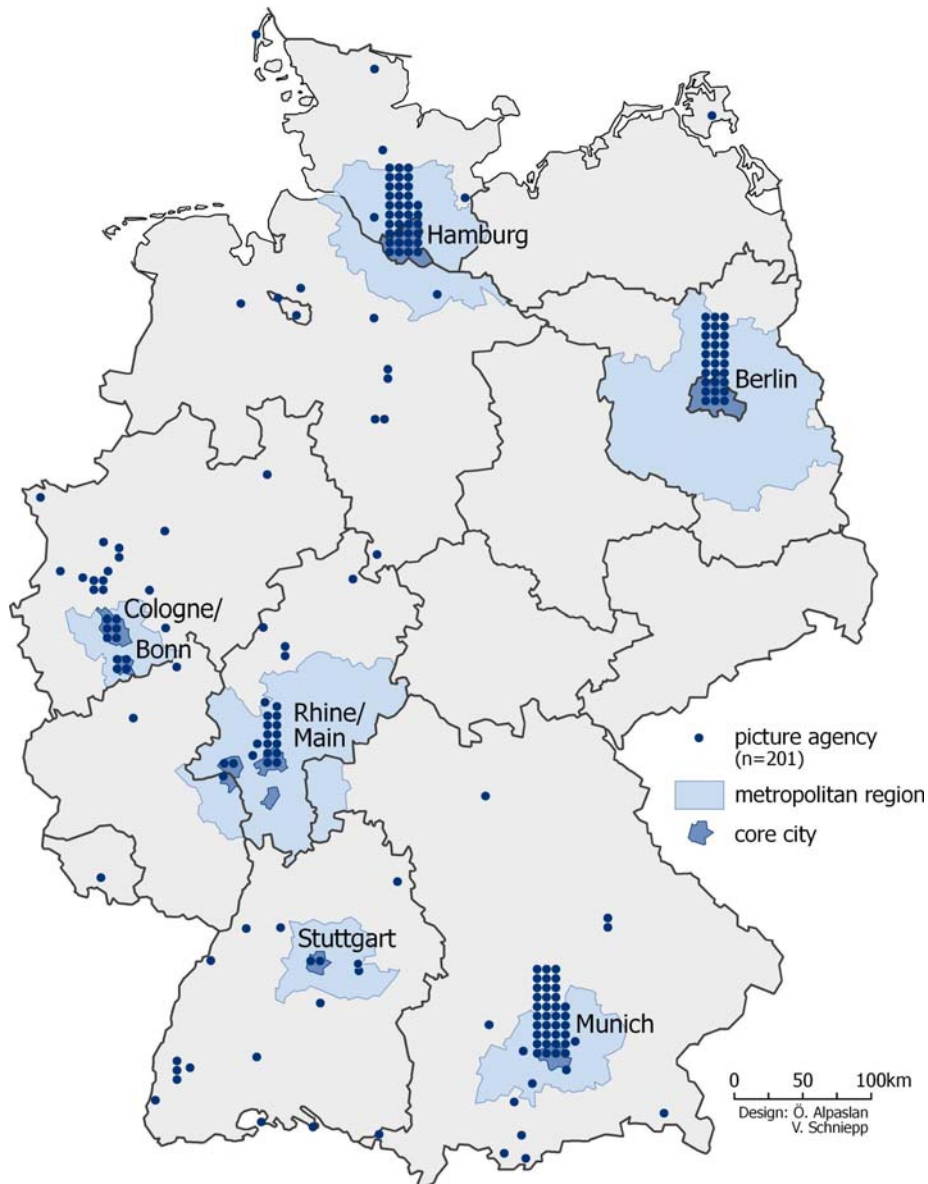 Hamburg
Berlin
Cologne/
Bonn
Rhine/
Main
picture agency
(n=201)
metropolitan region
core city
Stuttgart
Munich
0 50 100km
Design: Ö. Alpaslan
V. Schniepp